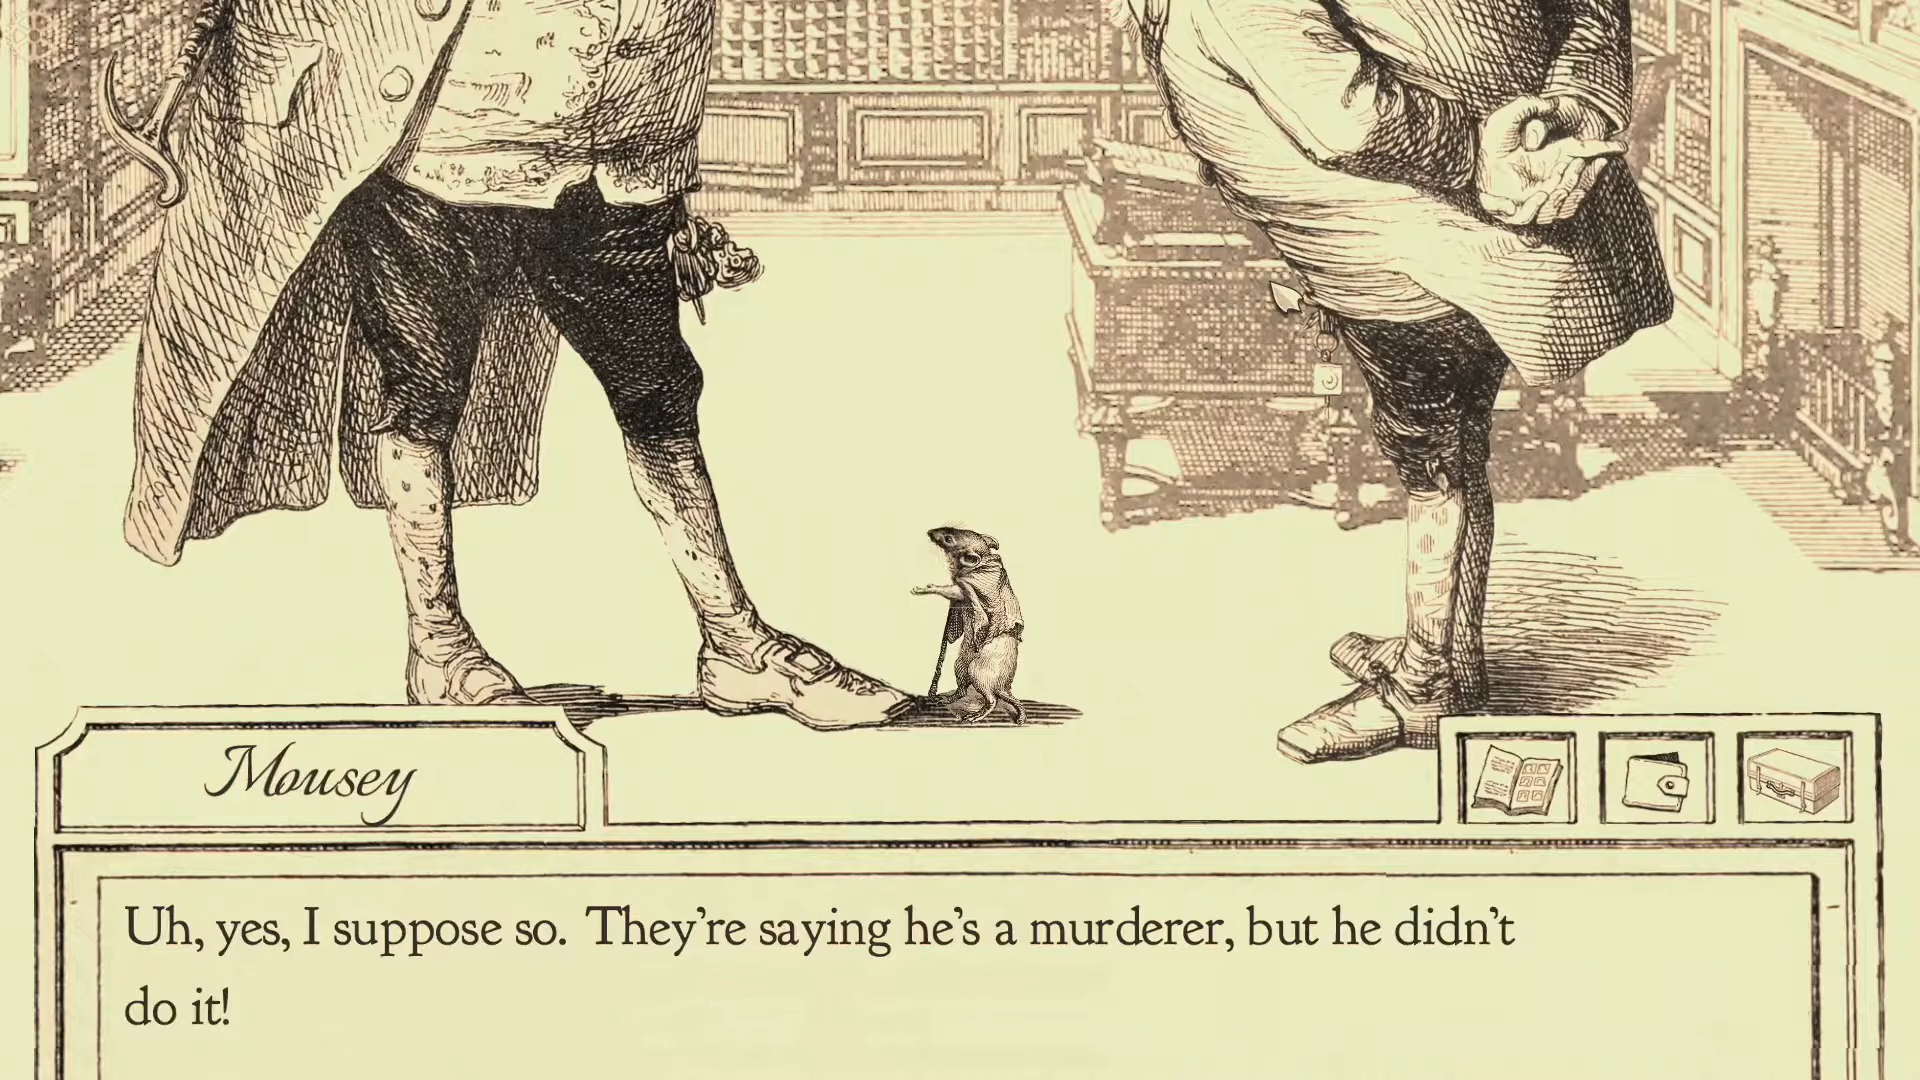 Mousey
Uh, yes, I suppose so. They're saying he's a murderer, but he didn't
do it!